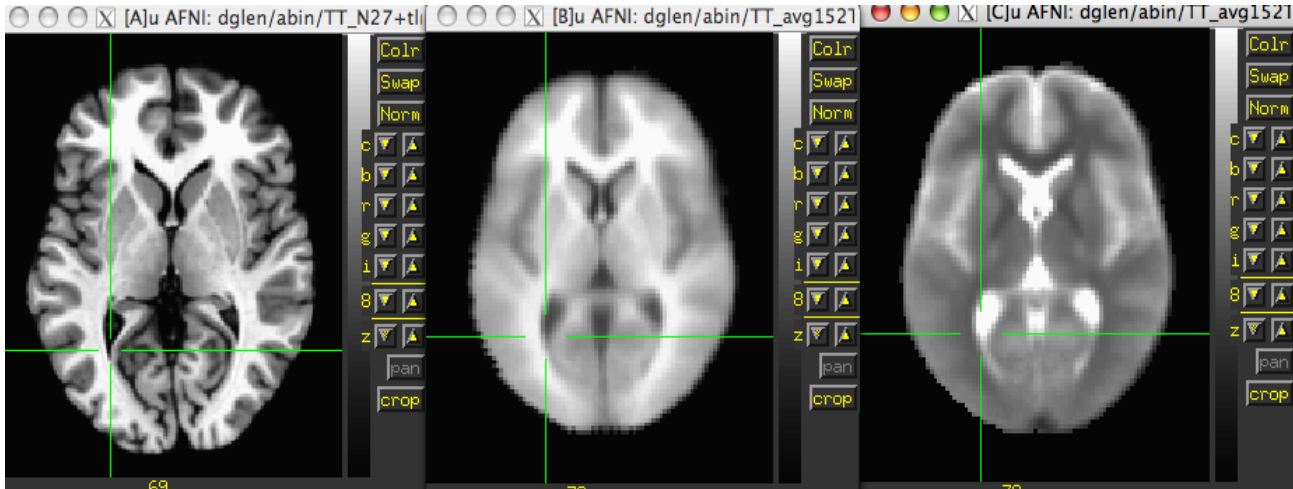 [A]u AFNI: dglen/abin/TT_N27+tlr
Colr
Swap
Norm
c
b
r
g
i
8
z
pan
crop
69
[B]u AFNI: dglen/abin/TT_avg152T
Colr
Swap
Norm
c
b
r
g
i
8
z
pan
crop
[C]u AFNI: dglen/abin/TT_avg152T
Colr
Swap
Norm
c
b
r
g
i
8
z
pan
crop